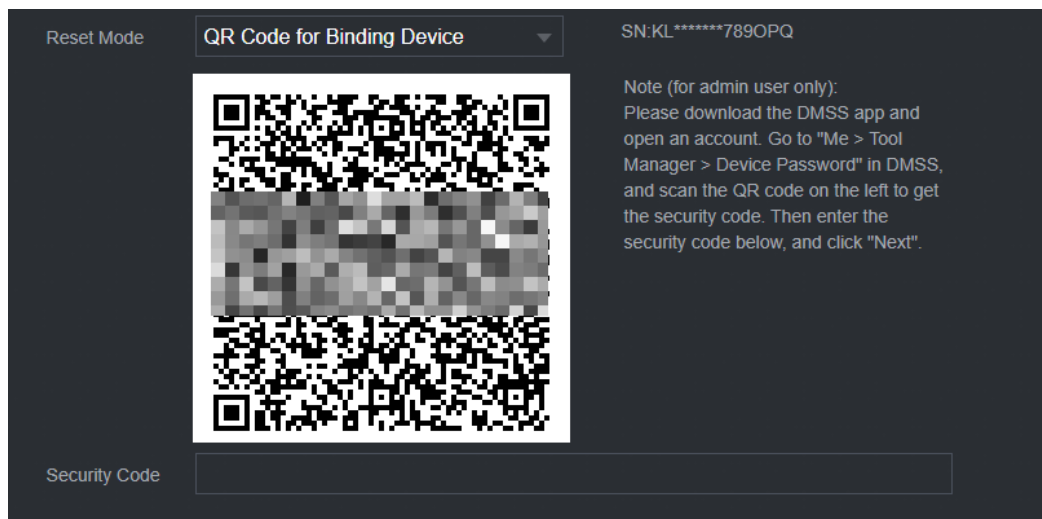 Reset Mode
QR Code for Binding Device
SN:KL*******789OPQ
Note (for admin user only):
Please download the DMSS app and
open an account. Go to "Me > Tool
Manager > Device Password" in DMSS,
and scan the QR code on the left to get
the security code. Then enter the
security code below, and click "Next".
Security Code